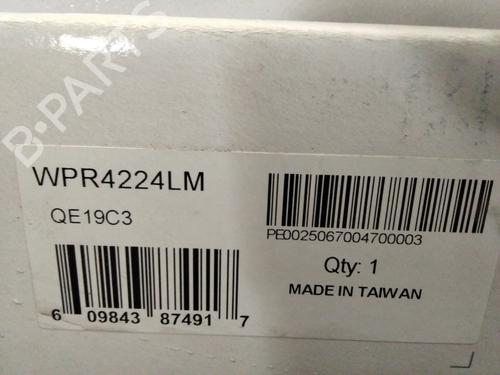 B-PARTS
WPR4224LM
QE19C3
PE0025067004700003
Qty: 1
MADE IN TAIWAN
6 09843 87491 7